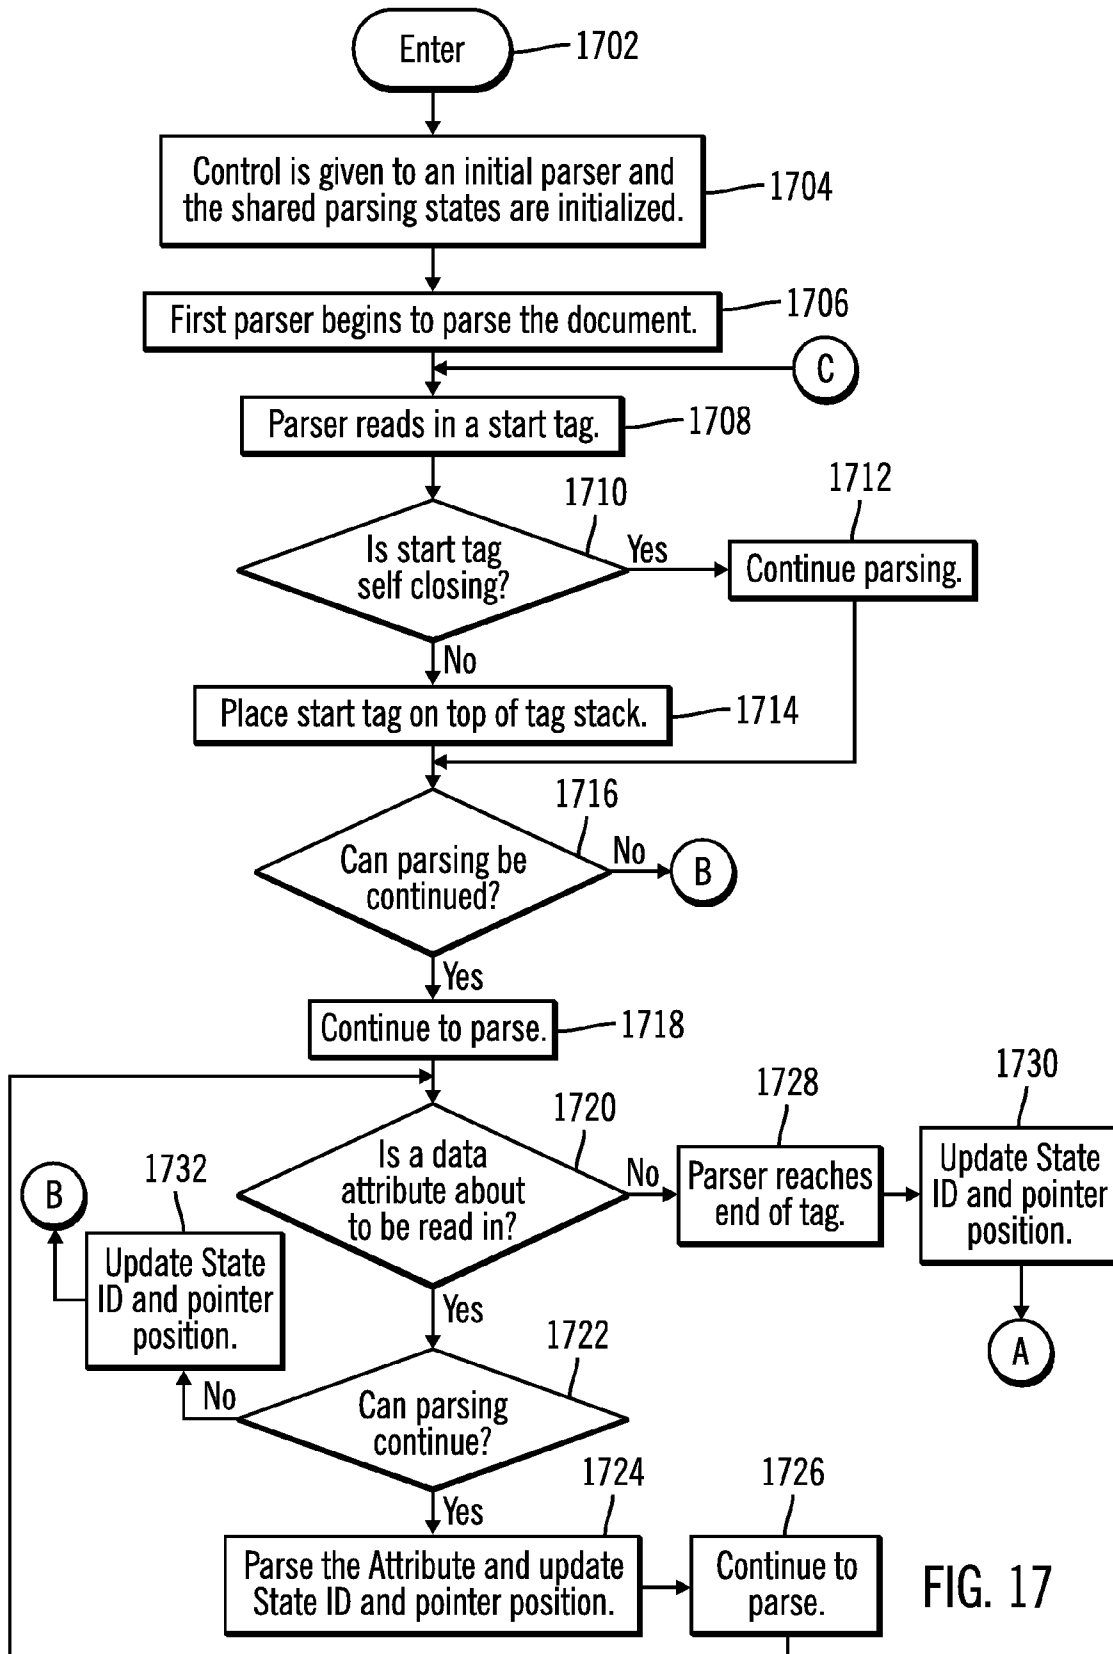 Enter
1702
Control is given to an initial parser and
the shared parsing states are initialized.
1704
First parser begins to parse the document.
1706
C
Parser reads in a start tag.
1708
1710
Is start tag
self closing?
Yes
1712
Continue parsing.
No
Place start tag on top of tag stack.
1714
1716
Can parsing be
continued?
No
B
Yes
Continue to parse.
1718
1720
Is a data
attribute about
to be read in?
No
1728
Parser reaches
end of tag.
1730
Update State
ID and pointer
position.
A
B
1732
Update State
ID and pointer
position.
Yes
1722
Can parsing
continue?
No
Yes
1724
Parse the Attribute and update
State ID and pointer position.
1726
Continue to
parse.
FIG. 17